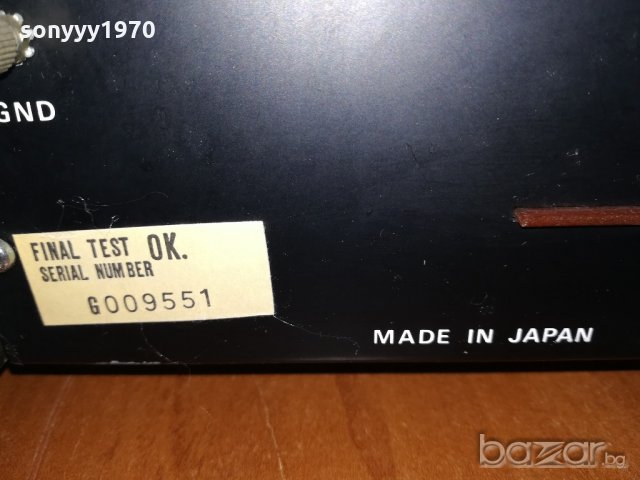 sonyyy1970
GND
FINAL TEST OK.
SERIAL NUMBER
G009551
MADE IN JAPAN
bazar.bg